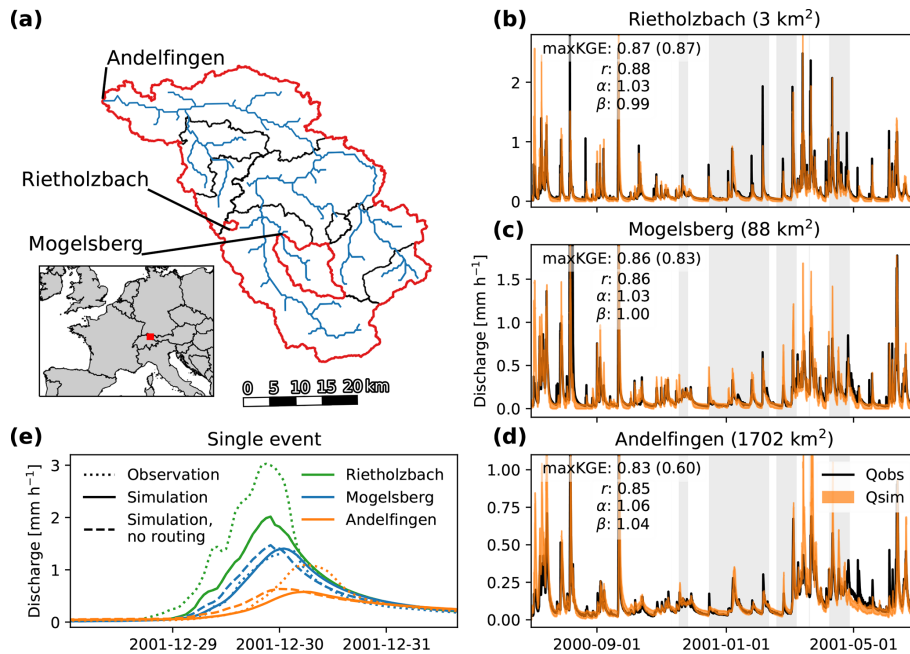 (a)
Andelfingen
Rietholzbach
Mogelsberg
0 5 10 15 20 km
(b) Rietholzbach (3 km²)
maxKGE: 0.87 (0.87)
r: 0.88
α: 1.03
β: 0.99
2
1
0
(c) Mogelsberg (88 km²)
maxKGE: 0.86 (0.83)
r: 0.86
α: 1.03
β: 1.00
Discharge [mm h⁻¹]
1.5
1.0
0.5
0.0
(d) Andelfingen (1702 km²)
maxKGE: 0.83 (0.60)
r: 0.85
α: 1.06
β: 1.04
Qobs
Qsim
1.00
0.75
0.50
0.25
0.00
2000-09-01 2001-01-01 2001-05-01
(e) Single event
Observation
Simulation
Simulation,
no routing
Rietholzbach
Mogelsberg
Andelfingen
Discharge [mm h⁻¹]
3
2
1
0
2001-12-29 2001-12-30 2001-12-31